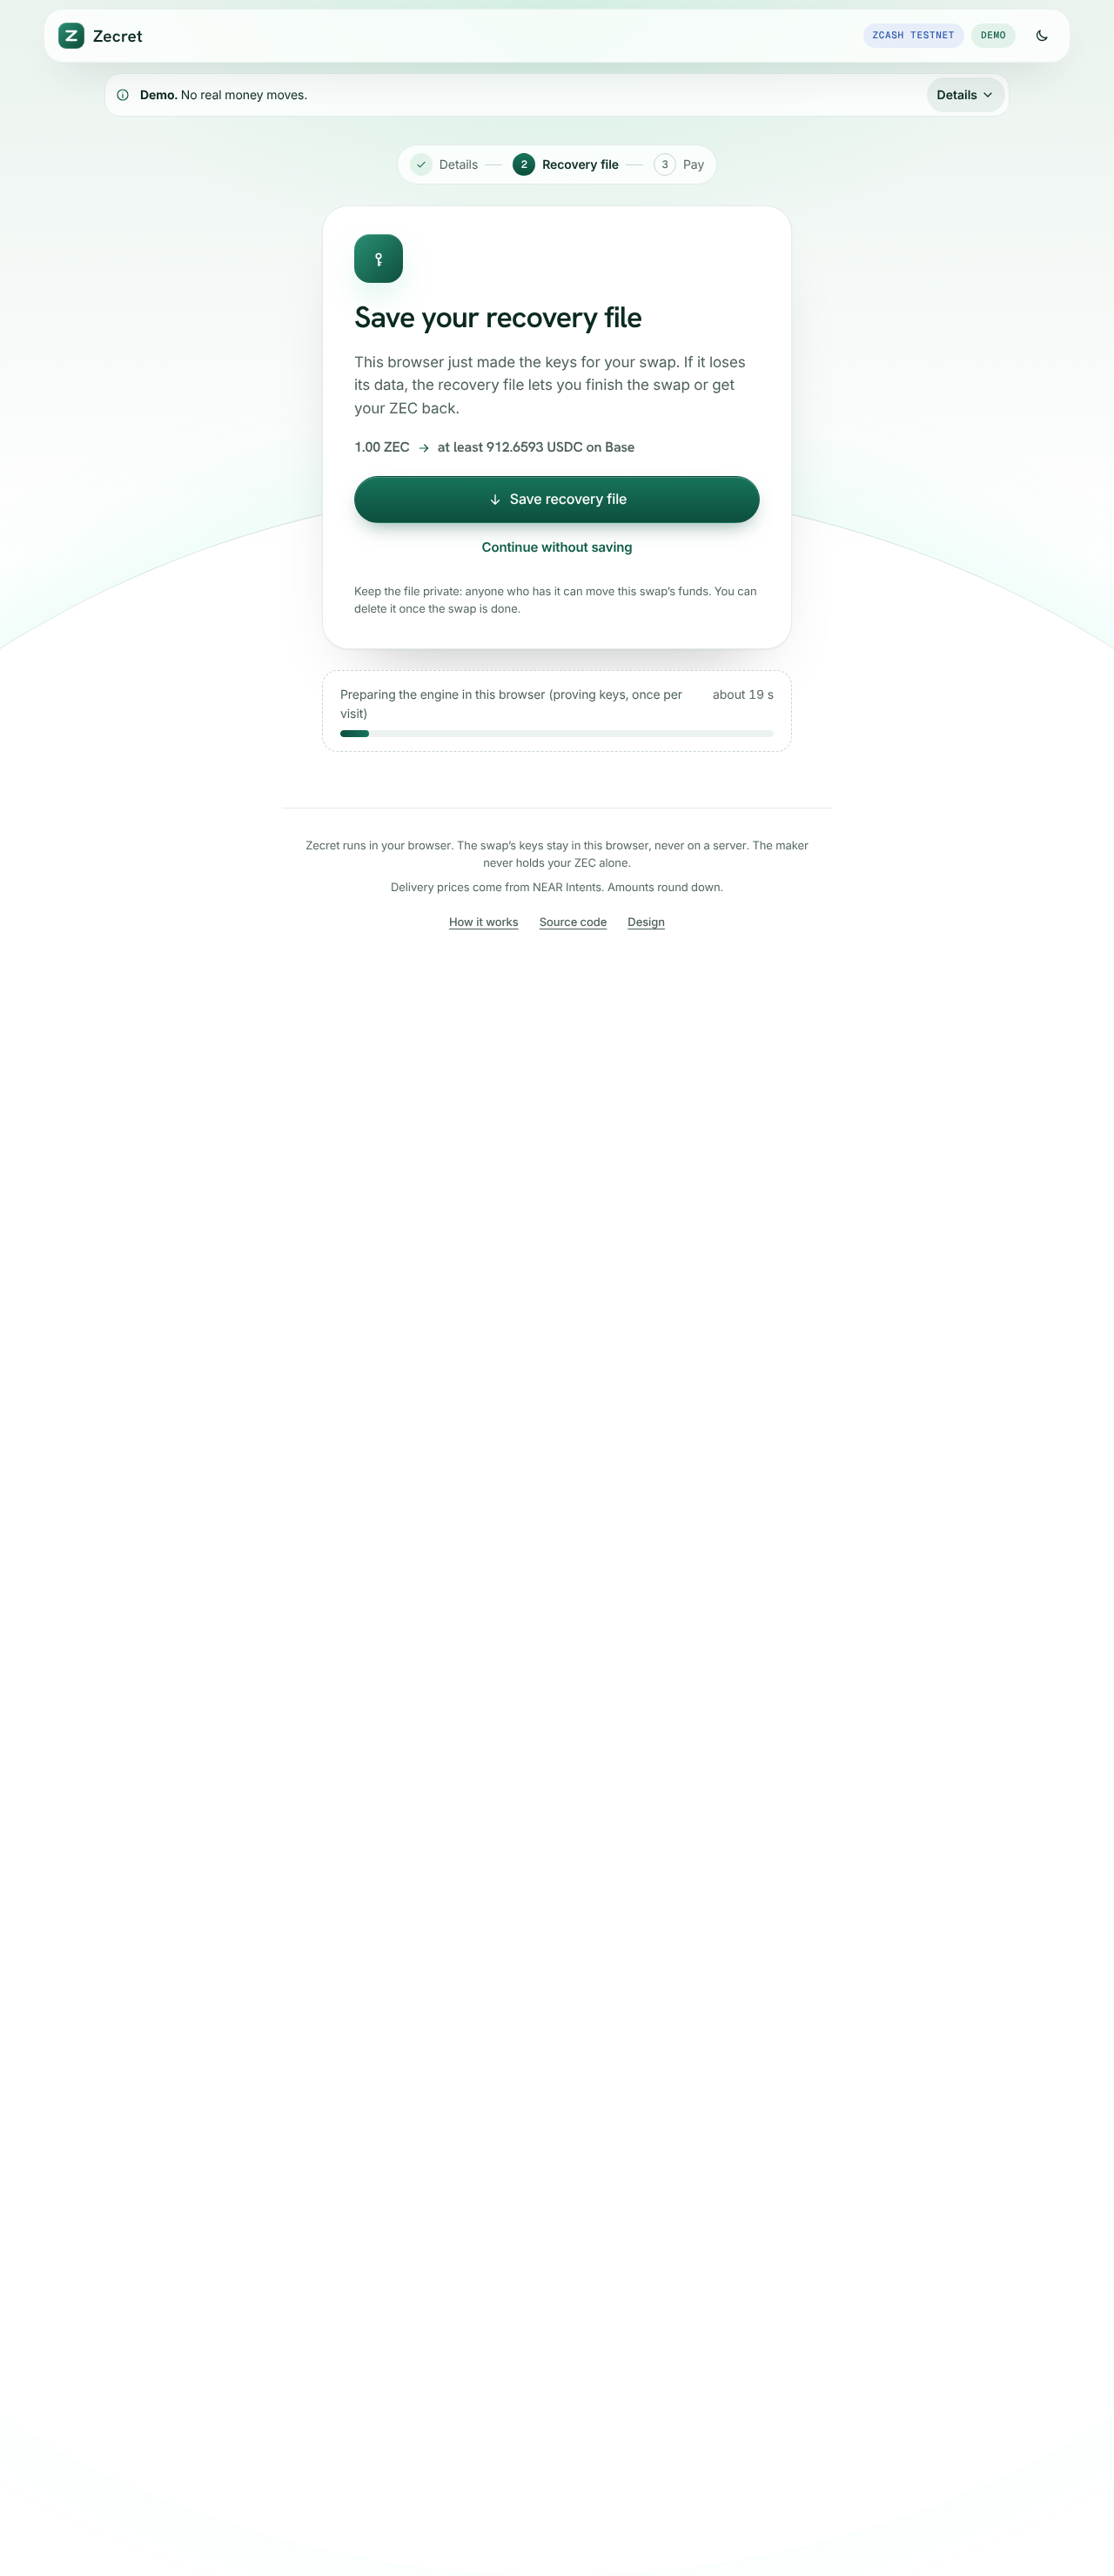 Z Zecret
ZCASH TESTNET
DEMO
Demo. No real money moves.
Details
Details
2 Recovery file
3 Pay
Save your recovery file
This browser just made the keys for your swap. If it loses
its data, the recovery file lets you finish the swap or get
your ZEC back.
1.00 ZEC → at least 912.6593 USDC on Base
↓ Save recovery file
Continue without saving
Keep the file private: anyone who has it can move this swap’s funds. You can
delete it once the swap is done.
Preparing the engine in this browser (proving keys, once per
visit)
about 19 s
Zecret runs in your browser. The swap’s keys stay in this browser, never on a server. The maker
never holds your ZEC alone.
Delivery prices come from NEAR Intents. Amounts round down.
How it works
Source code
Design